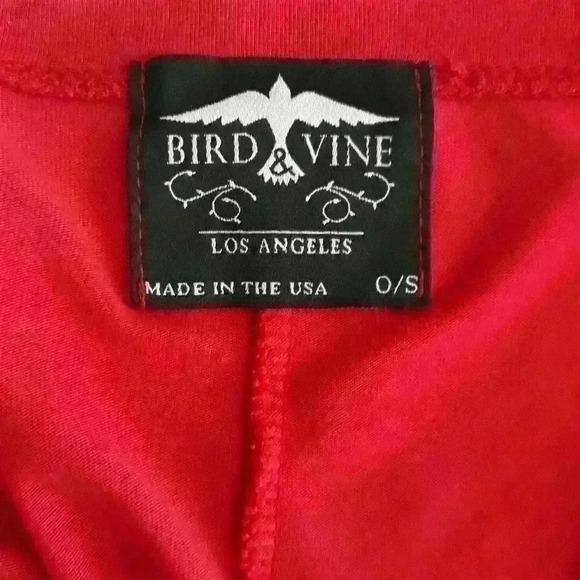 BIRD & VINE
LOS ANGELES
MADE IN THE USA O/S